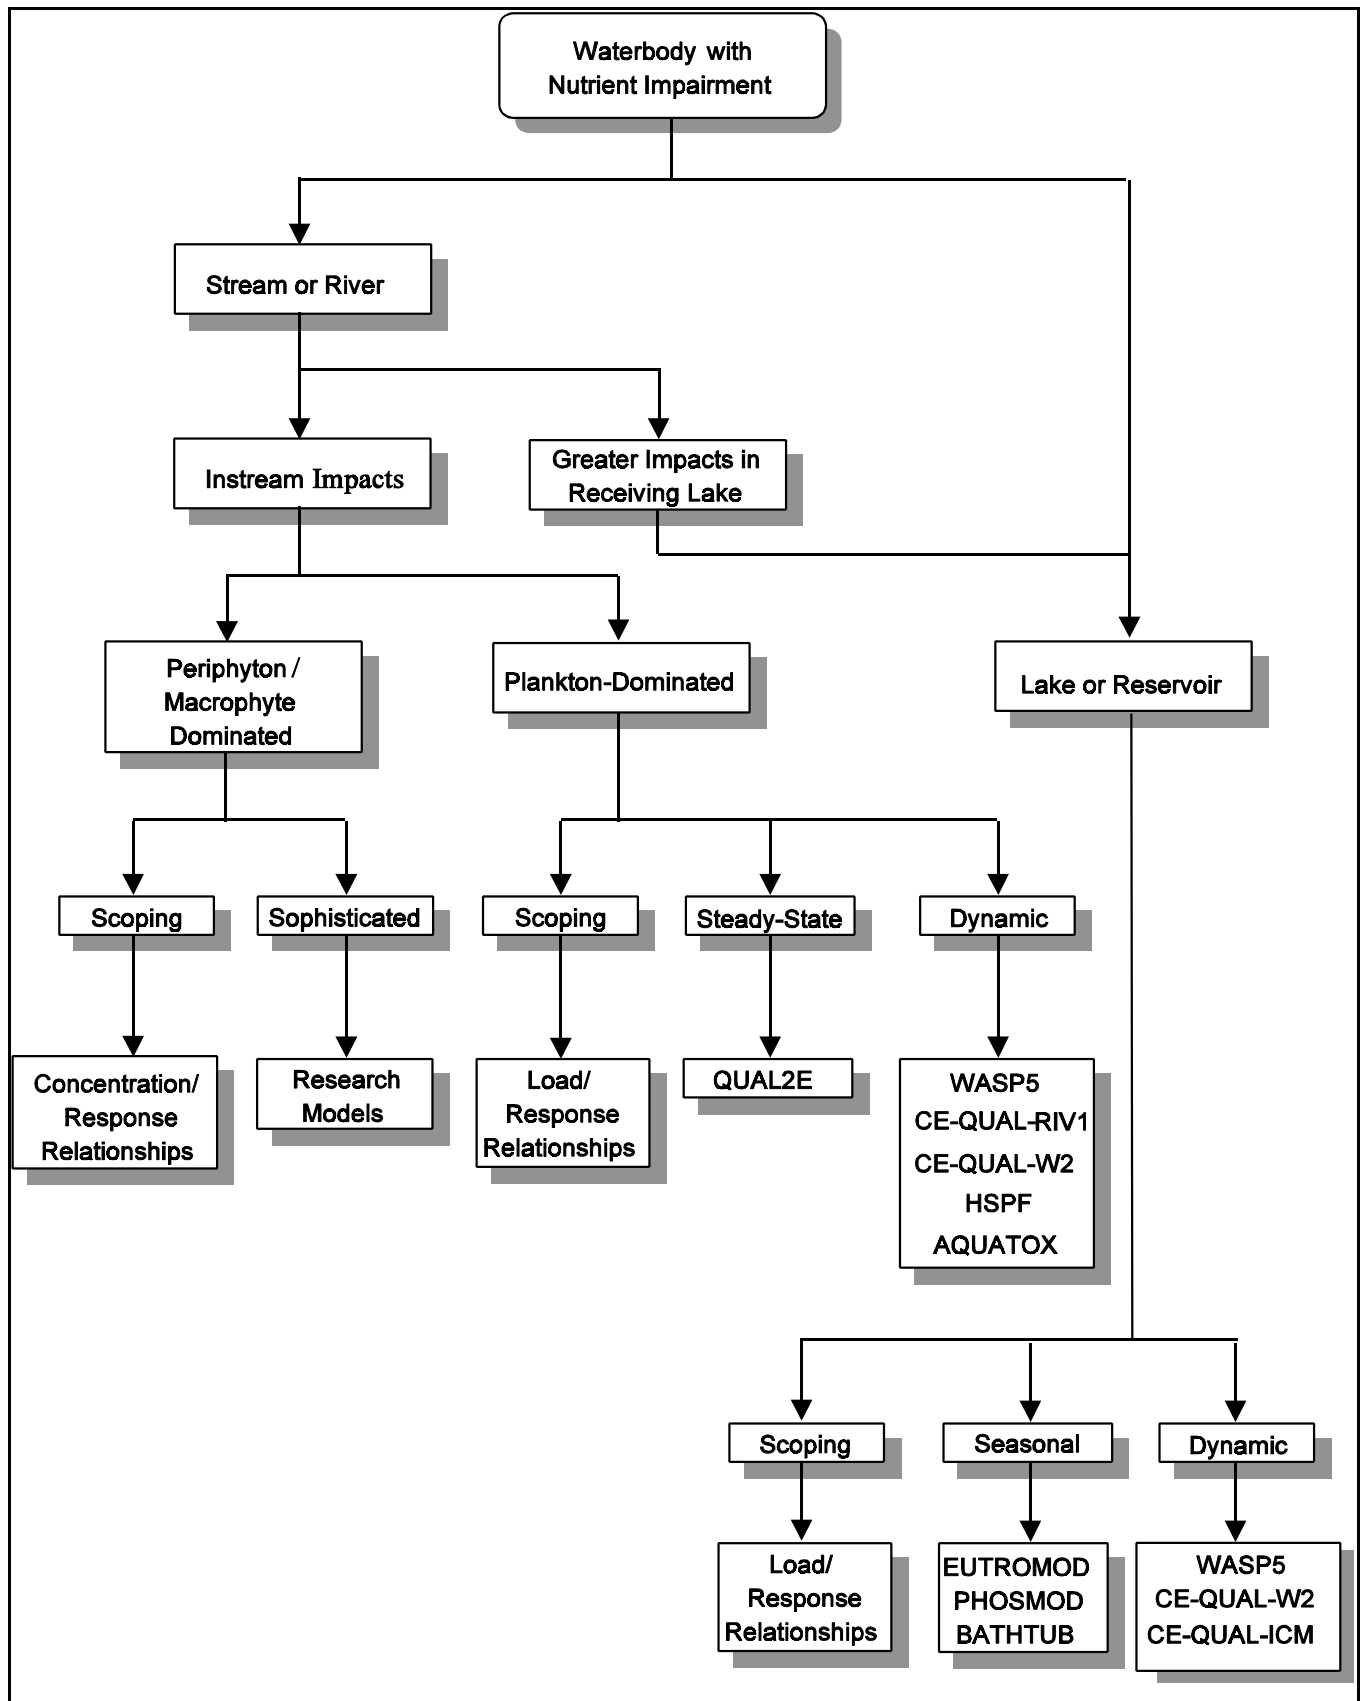 Waterbody with
Nutrient Impairment
Stream or River
Instream Impacts
Greater Impacts in
Receiving Lake
Periphyton /
Macrophyte
Dominated
Plankton-Dominated
Lake or Reservoir
Scoping
Sophisticated
Scoping
Steady-State
Dynamic
Concentration/
Response
Relationships
Research
Models
Load/
Response
Relationships
QUAL2E
WASP5
CE-QUAL-RIV1
CE-QUAL-W2
HSPF
AQUATOX
Scoping
Seasonal
Dynamic
Load/
Response
Relationships
EUTROMOD
PHOSMOD
BATHTUB
WASP5
CE-QUAL-W2
CE-QUAL-ICM